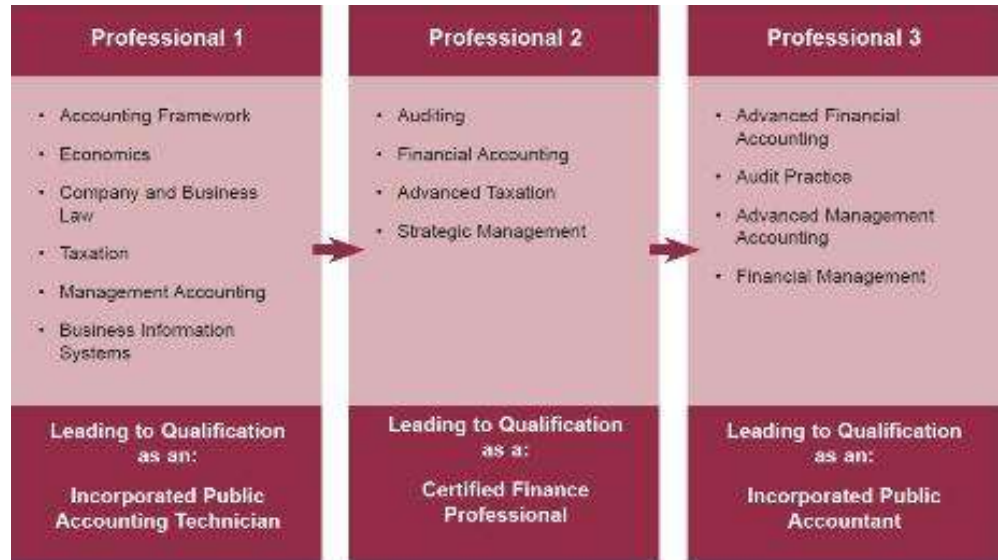 Professional 1
• Accounting Framework
• Economics
• Company and Business
Law
• Taxation
• Management Accounting
• Business Information
Systems
Leading to Qualification
as an:
Incorporated Public
Accounting Technician
Professional 2
• Auditing
• Financial Accounting
• Advanced Taxation
• Strategic Management
Leading to Qualification
as a:
Certified Finance
Professional
Professional 3
• Advanced Financial
Accounting
• Audit Practice
• Advanced Management
Accounting
• Financial Management
Leading to Qualification
as an:
Incorporated Public
Accountant